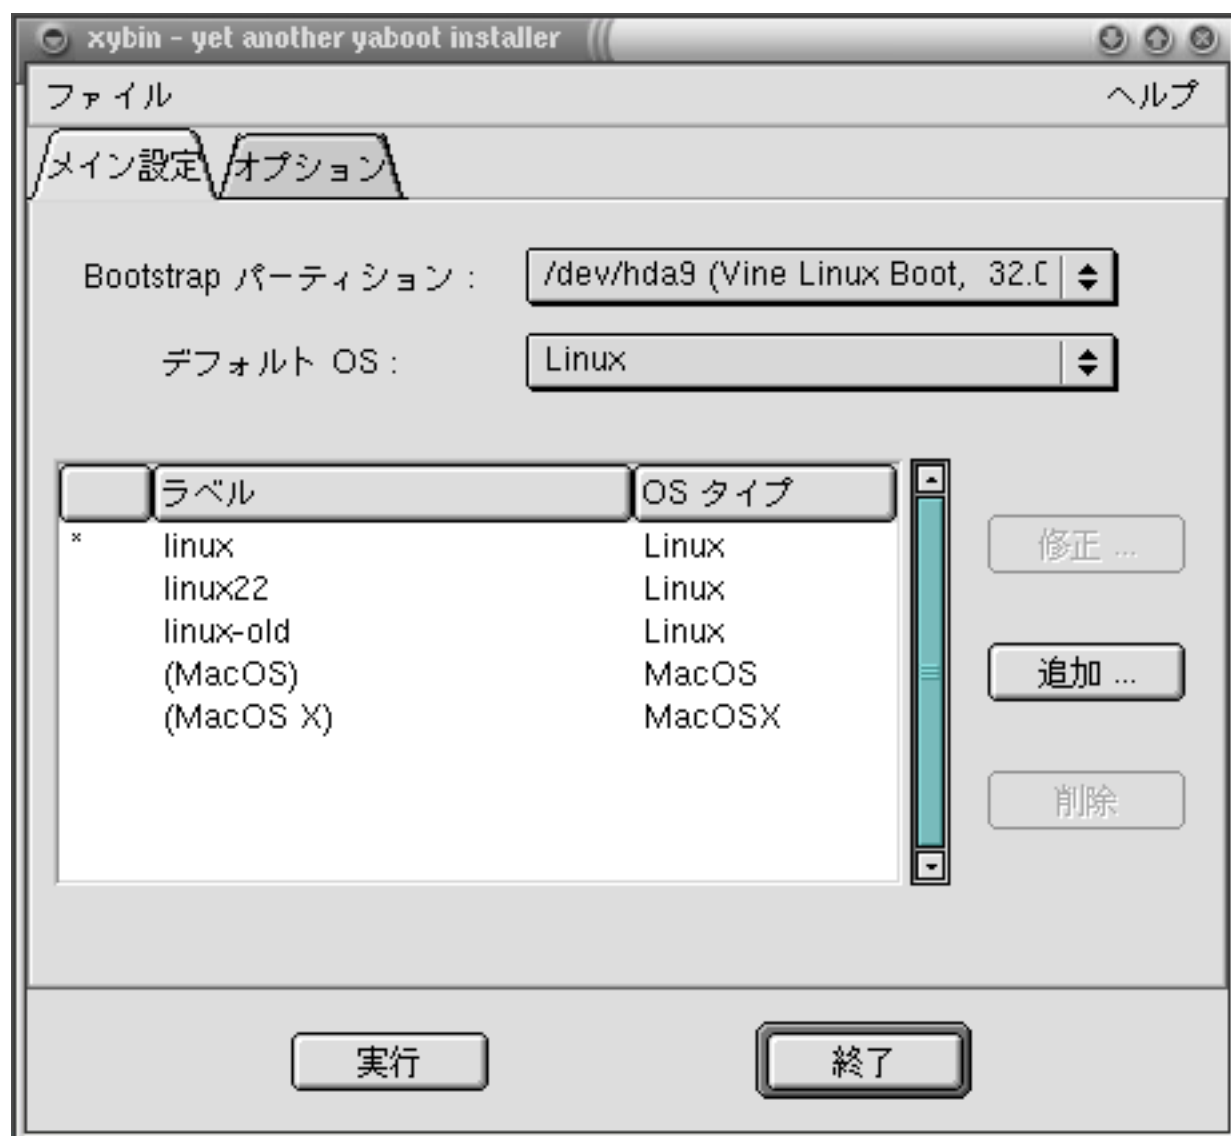 xybin - yet another yaboot installer
ファイル ヘルプ
メイン設定 オプション
Bootstrap パーティション : /dev/hda9 (Vine Linux Boot, 32.0
デフォルト OS : Linux
ラベル OS タイプ
* linux Linux
linux22 Linux
linux-old Linux
(MacOS) MacOS
(MacOS X) MacOSX
修正 ...
追加 ...
削除
実行 終了